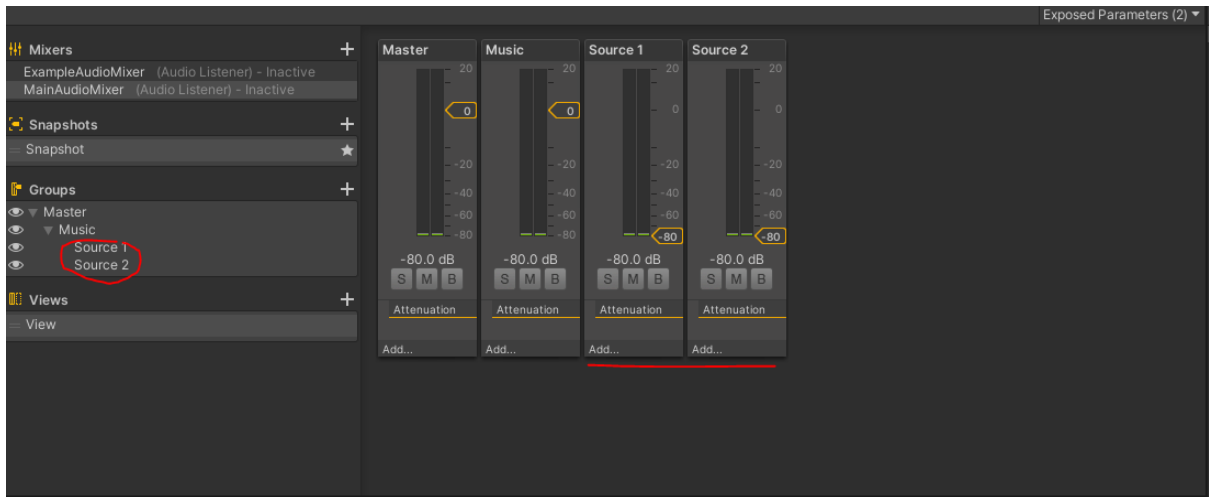 Exposed Parameters (2)
Mixers
ExampleAudioMixer (Audio Listener) - Inactive
MainAudioMixer (Audio Listener) - Inactive
Snapshots
Snapshot
Groups
Master
Music
Source 1
Source 2
Views
View
Master Music Source 1 Source 2
20 20 20 20
0 0 0 0
-20 -20 -20 -20
-40 -40 -40 -40
-60 -60 -60 -60
-80 -80 -80 -80
-80.0 dB -80.0 dB -80.0 dB -80.0 dB
S M B S M B S M B S M B
Attenuation Attenuation Attenuation Attenuation
Add... Add... Add... Add...